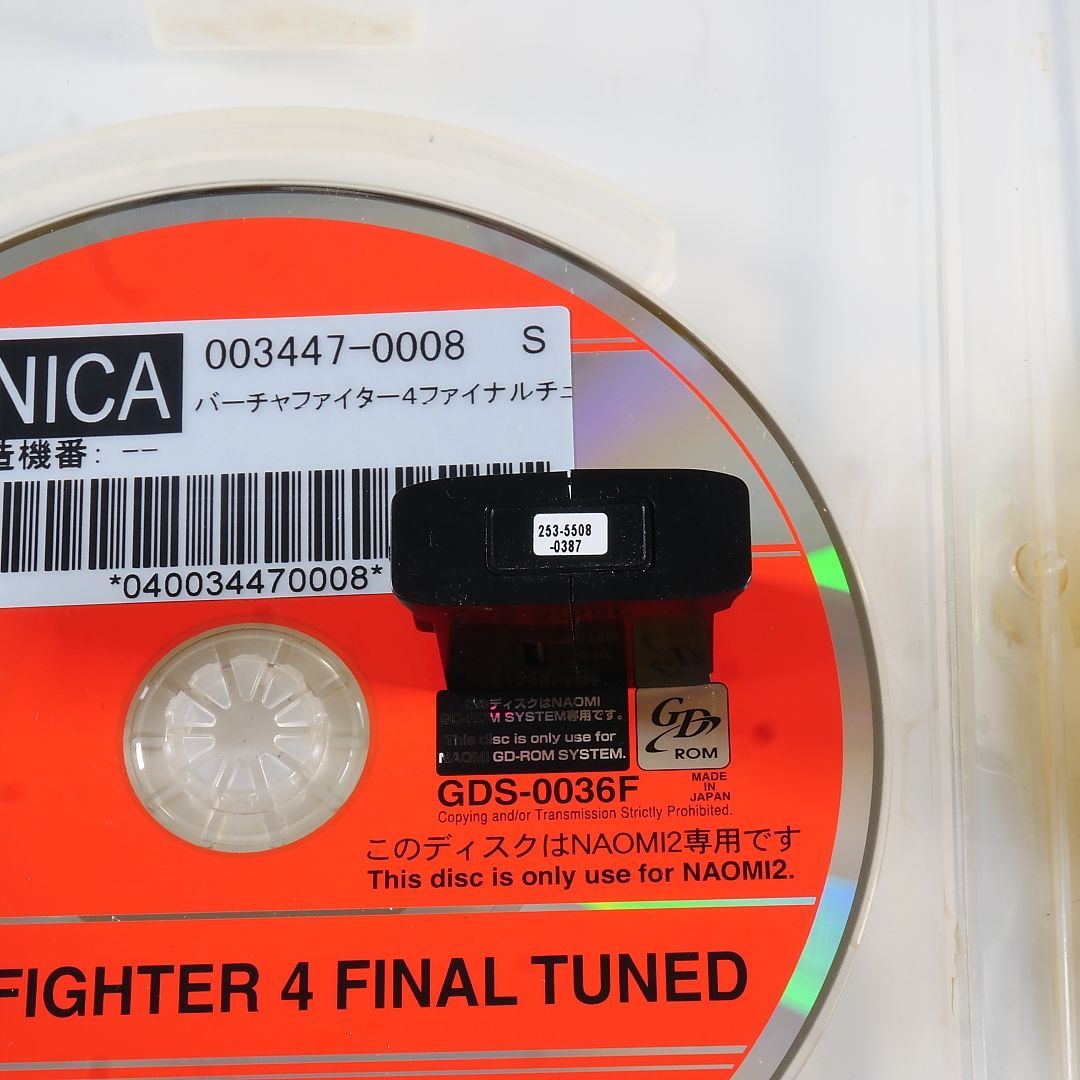 NICA
003447-0008 S
バーチャファイター4ファイナルチュ
造機番: --
*040034470008*
253-5508
-0387
このディスクはNAOMI
GD-ROM SYSTEM専用です。
This disc is only use for
NAOMI GD-ROM SYSTEM.
GD
ROM
GDS-0036F
MADE
IN
JAPAN
Copying and/or Transmission Strictly Prohibited.
このディスクはNAOMI2専用です
This disc is only use for NAOMI2.
FIGHTER 4 FINAL TUNED